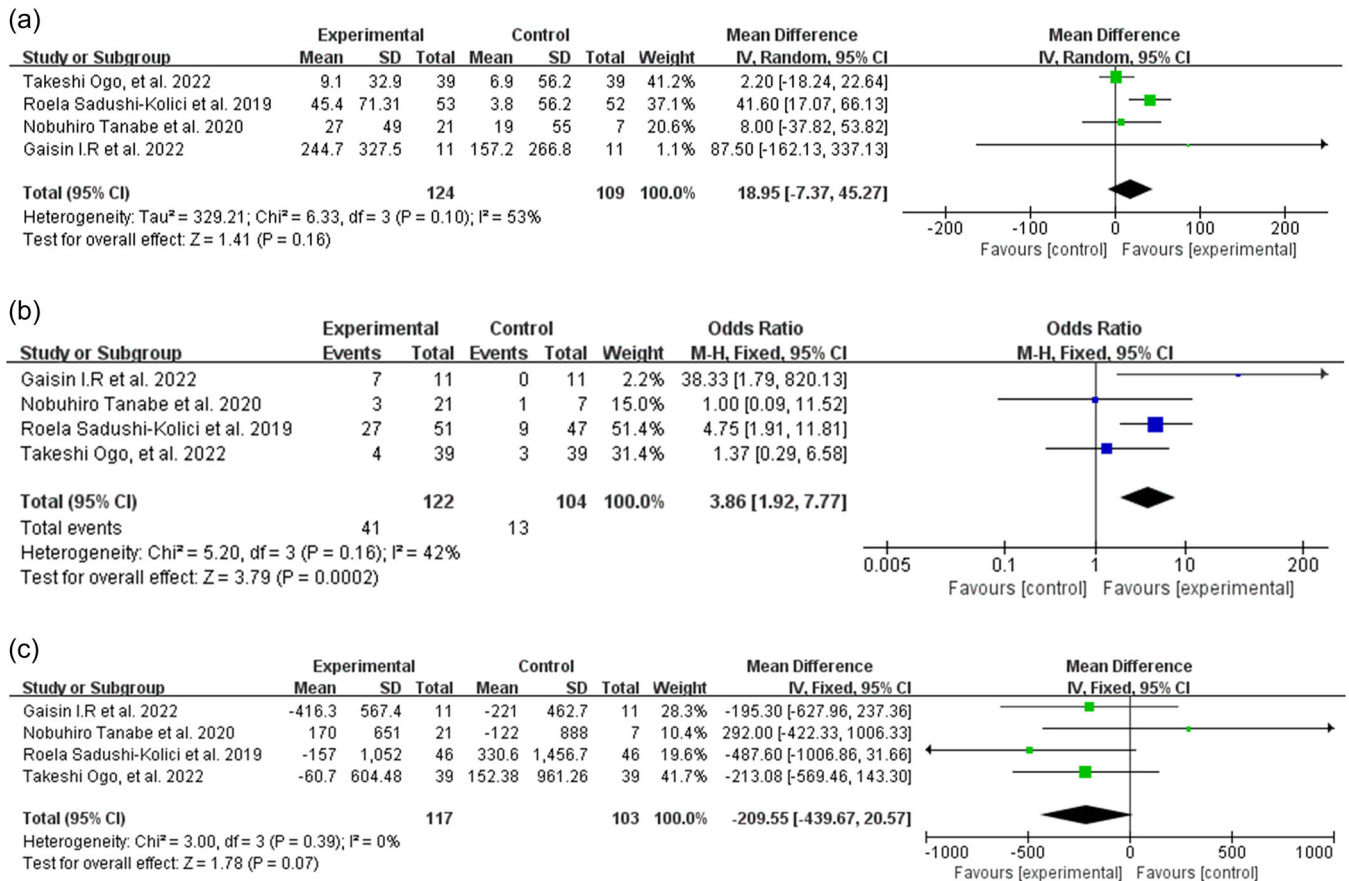 (a)
Experimental Control Mean Difference Mean Difference
Study or Subgroup Mean SD Total Mean SD Total Weight IV, Random, 95% CI IV, Random, 95% CI
Takeshi Ogo, et al. 2022 9.1 32.9 39 6.9 56.2 39 41.2% 2.20 [-18.24, 22.64]
Roela Sadushi-Kolici et al. 2019 45.4 71.31 53 3.8 56.2 52 37.1% 41.60 [17.07, 66.13]
Nobuhiro Tanabe et al. 2020 27 49 21 19 55 7 20.6% 8.00 [-37.82, 53.82]
Gaisin I.R et al. 2022 244.7 327.5 11 157.2 266.8 11 1.1% 87.50 [-162.13, 337.13]
Total (95% CI) 124 109 100.0% 18.95 [-7.37, 45.27]
Heterogeneity: Tau² = 329.21; Chi² = 6.33, df = 3 (P = 0.10); I² = 53%
Test for overall effect: Z = 1.41 (P = 0.16)
-200 -100 0 100 200
Favours [control] Favours [experimental]
(b)
Experimental Control Odds Ratio Odds Ratio
Study or Subgroup Events Total Events Total Weight M-H, Fixed, 95% CI M-H, Fixed, 95% CI
Gaisin I.R et al. 2022 7 11 0 11 2.2% 38.33 [1.79, 820.13]
Nobuhiro Tanabe et al. 2020 3 21 1 7 15.0% 1.00 [0.09, 11.52]
Roela Sadushi-Kolici et al. 2019 27 51 9 47 51.4% 4.75 [1.91, 11.81]
Takeshi Ogo, et al. 2022 4 39 3 39 31.4% 1.37 [0.29, 6.58]
Total (95% CI) 122 104 100.0% 3.86 [1.92, 7.77]
Total events 41 13
Heterogeneity: Chi² = 5.20, df = 3 (P = 0.16); I² = 42%
Test for overall effect: Z = 3.79 (P = 0.0002)
0.005 0.1 1 10 200
Favours [control] Favours [experimental]
(c)
Experimental Control Mean Difference Mean Difference
Study or Subgroup Mean SD Total Mean SD Total Weight IV, Fixed, 95% CI IV, Fixed, 95% CI
Gaisin I.R et al. 2022 -416.3 567.4 11 -221 462.7 11 28.3% -195.30 [-627.96, 237.36]
Nobuhiro Tanabe et al. 2020 170 651 21 -122 888 7 10.4% 292.00 [-422.33, 1006.33]
Roela Sadushi-Kolici et al. 2019 -157 1,052 46 330.6 1,456.7 46 19.6% -487.60 [-1006.86, 31.66]
Takeshi Ogo, et al. 2022 -60.7 604.48 39 152.38 961.26 39 41.7% -213.08 [-569.46, 143.30]
Total (95% CI) 117 103 100.0% -209.55 [-439.67, 20.57]
Heterogeneity: Chi² = 3.00, df = 3 (P = 0.39); I² = 0%
Test for overall effect: Z = 1.78 (P = 0.07)
-1000 -500 0 500 1000
Favours [experimental] Favours [control]